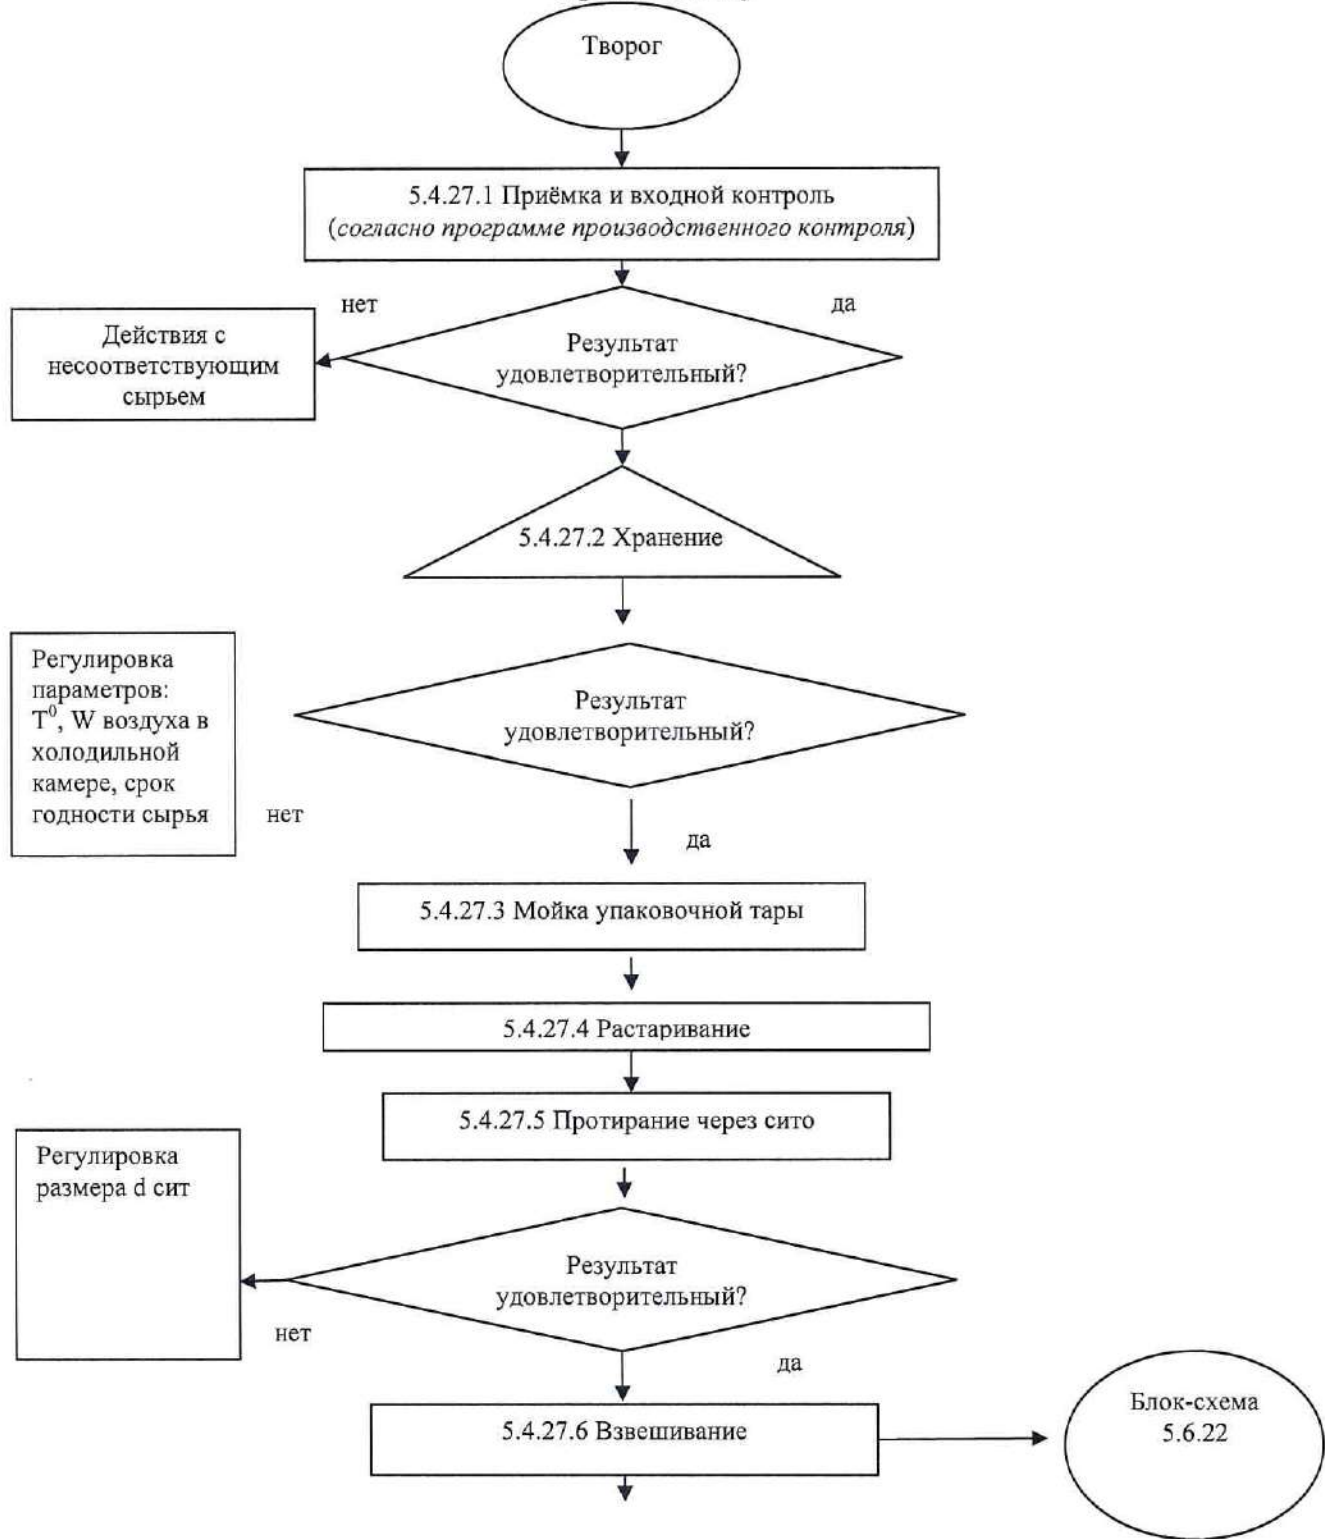 Творог
5.4.27.1 Приёмка и входной контроль
(согласно программе производственного контроля)
нет
да
Действия с
несоответствующим
сырьем
Результат
удовлетворительный?
5.4.27.2 Хранение
Регулировка
параметров:
T⁰, W воздуха в
холодильной
камере, срок
годности сырья
Результат
удовлетворительный?
нет
да
5.4.27.3 Мойка упаковочной тары
5.4.27.4 Растаривание
5.4.27.5 Протирание через сито
Регулировка
размера d сит
Результат
удовлетворительный?
нет
да
5.4.27.6 Взвешивание
Блок-схема
5.6.22